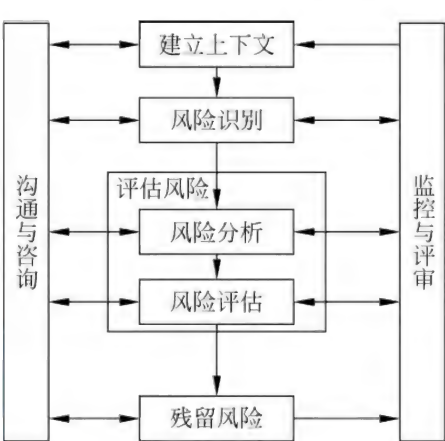 建立上下文
风险识别
评估风险
风险分析
风险评估
残留风险
沟通与咨询
监控与评审